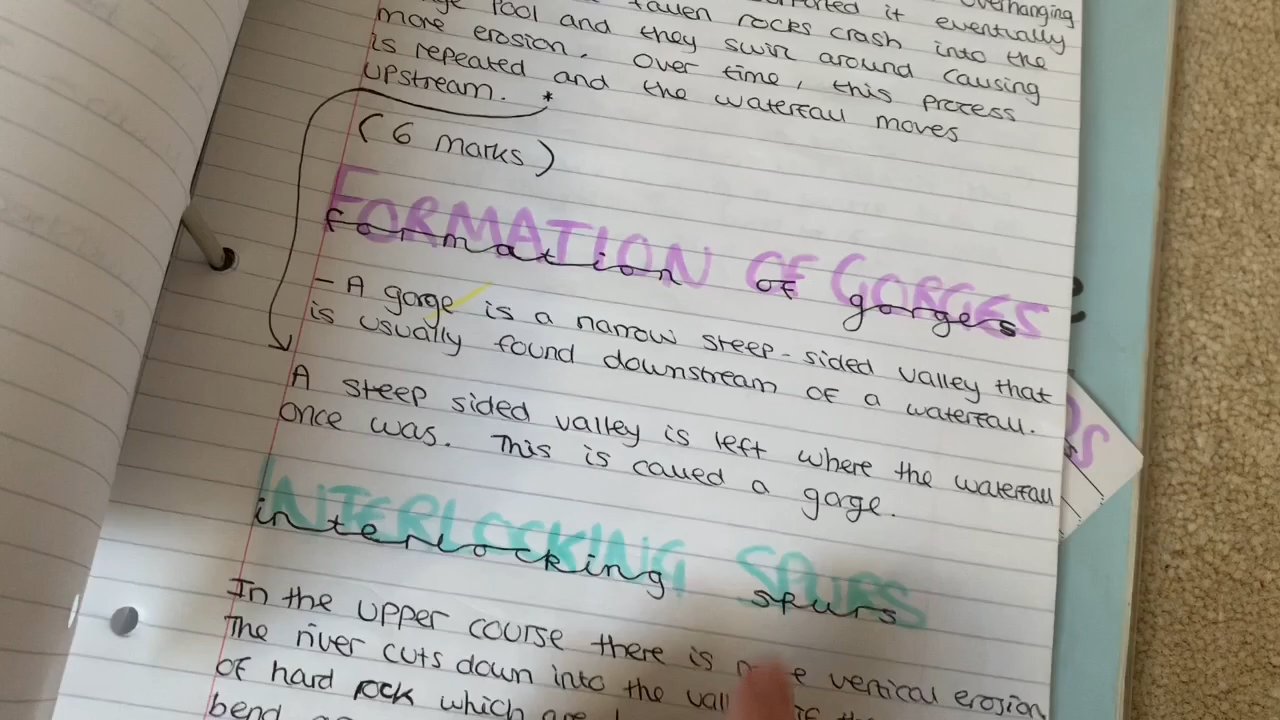 overhanging
it eventually
pool and rocks crash into the
more erosion. and they swirl around causing
is repeated Over time, this process
upstream. * and the waterfall moves
(6 marks)
FORMATION OF GORGES
formation of gorges
- A gorge is a narrow steep-sided valley that
is usually found downstream of a waterfall.
A steep sided valley is left where the waterfall
once was. This is called a gorge.
INTERLOCKING SPURS
interlocking spurs
In the upper course there is vertical erosion
The river cuts down into the
of hard rock which
bend